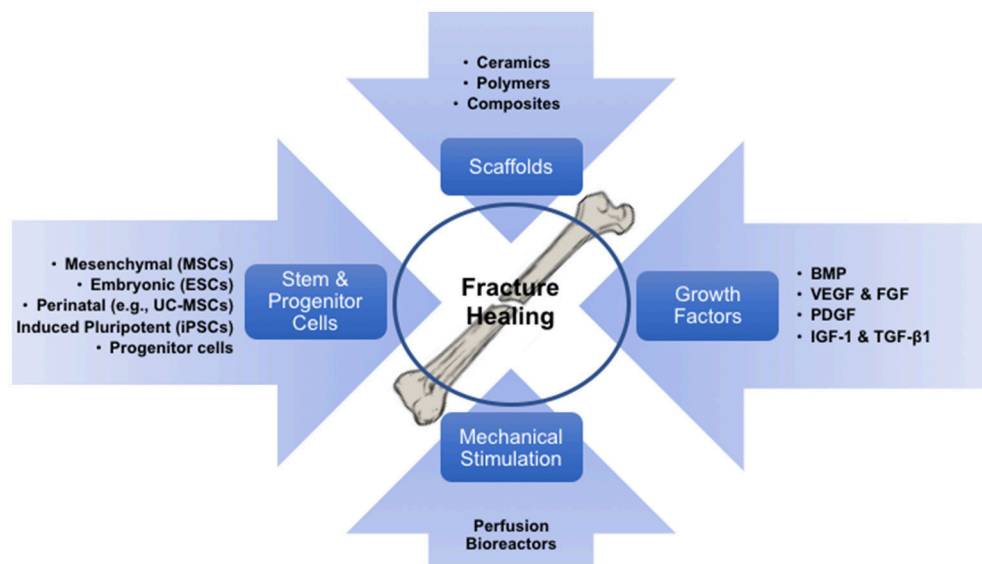 • Ceramics
• Polymers
• Composites
Scaffolds
• Mesenchymal (MSCs)
• Embryonic (ESCs)
• Perinatal (e.g., UC-MSCs)
Induced Pluripotent (iPSCs)
• Progenitor cells
Stem &
Progenitor
Cells
Fracture
Healing
Growth
Factors
• BMP
• VEGF & FGF
• PDGF
• IGF-1 & TGF-β1
Mechanical
Stimulation
Perfusion
Bioreactors